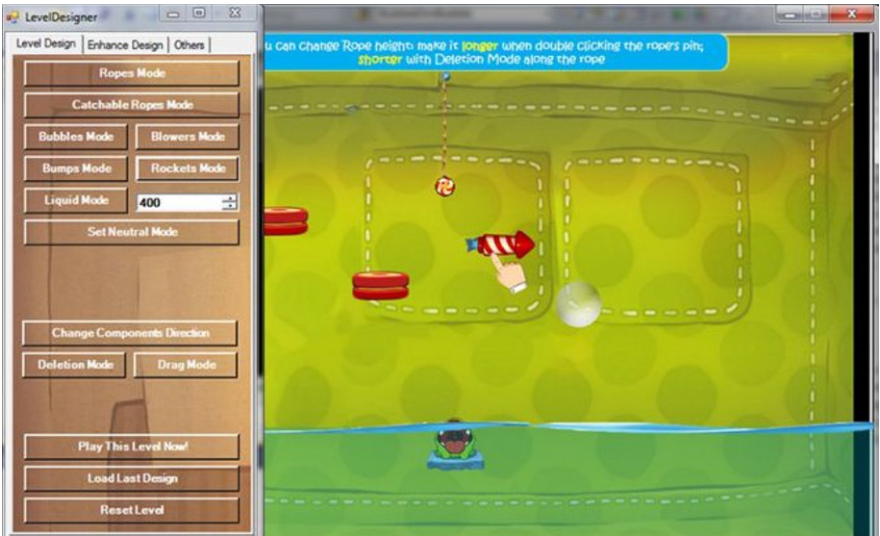 LevelDesigner
Level Design Enhance Design Others
Ropes Mode
Catchable Ropes Mode
Bubbles Mode Blowers Mode
Bumps Mode Rockets Mode
Liquid Mode 400
Set Neutral Mode
Change Components Direction
Deletion Mode Drag Mode
Play This Level Now!
Load Last Design
Reset Level
u can change Rope height: make it longer when double clicking the rope's pin;
shorter with Deletion Mode along the rope